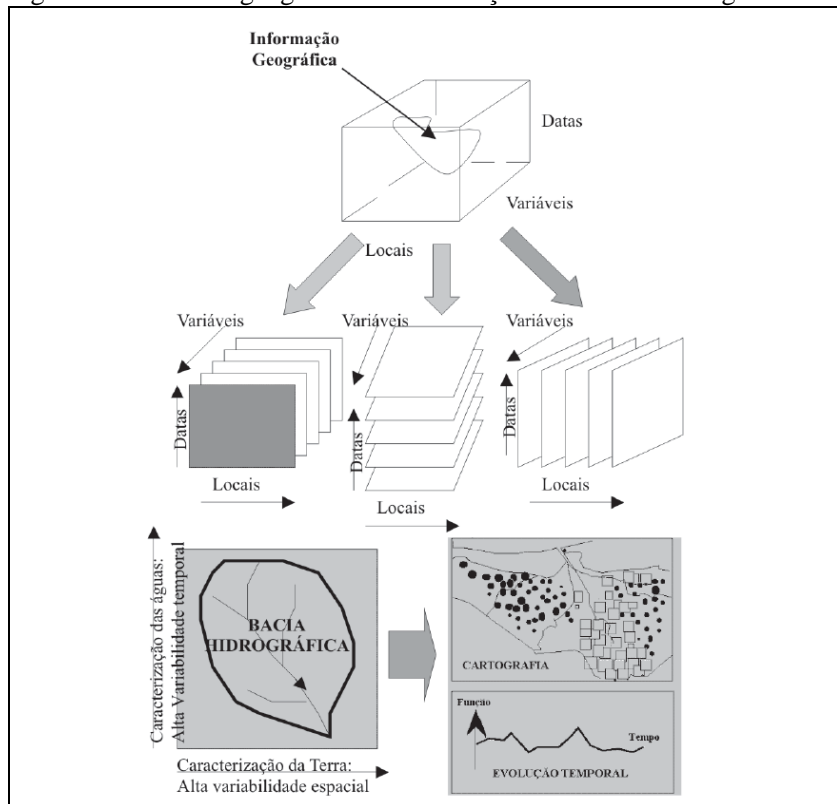 Informação
Geográfica
Datas
Variáveis
Locais
Variáveis
Variáveis
Variáveis
Datas
Datas
Datas
Locais
Locais
Locais
Caracterização das águas:
Alta Variabilidade temporal
BACIA
HIDROGRÁFICA
CARTOGRAFIA
Função
Tempo
EVOLUÇÃO TEMPORAL
Caracterização da Terra:
Alta variabilidade espacial